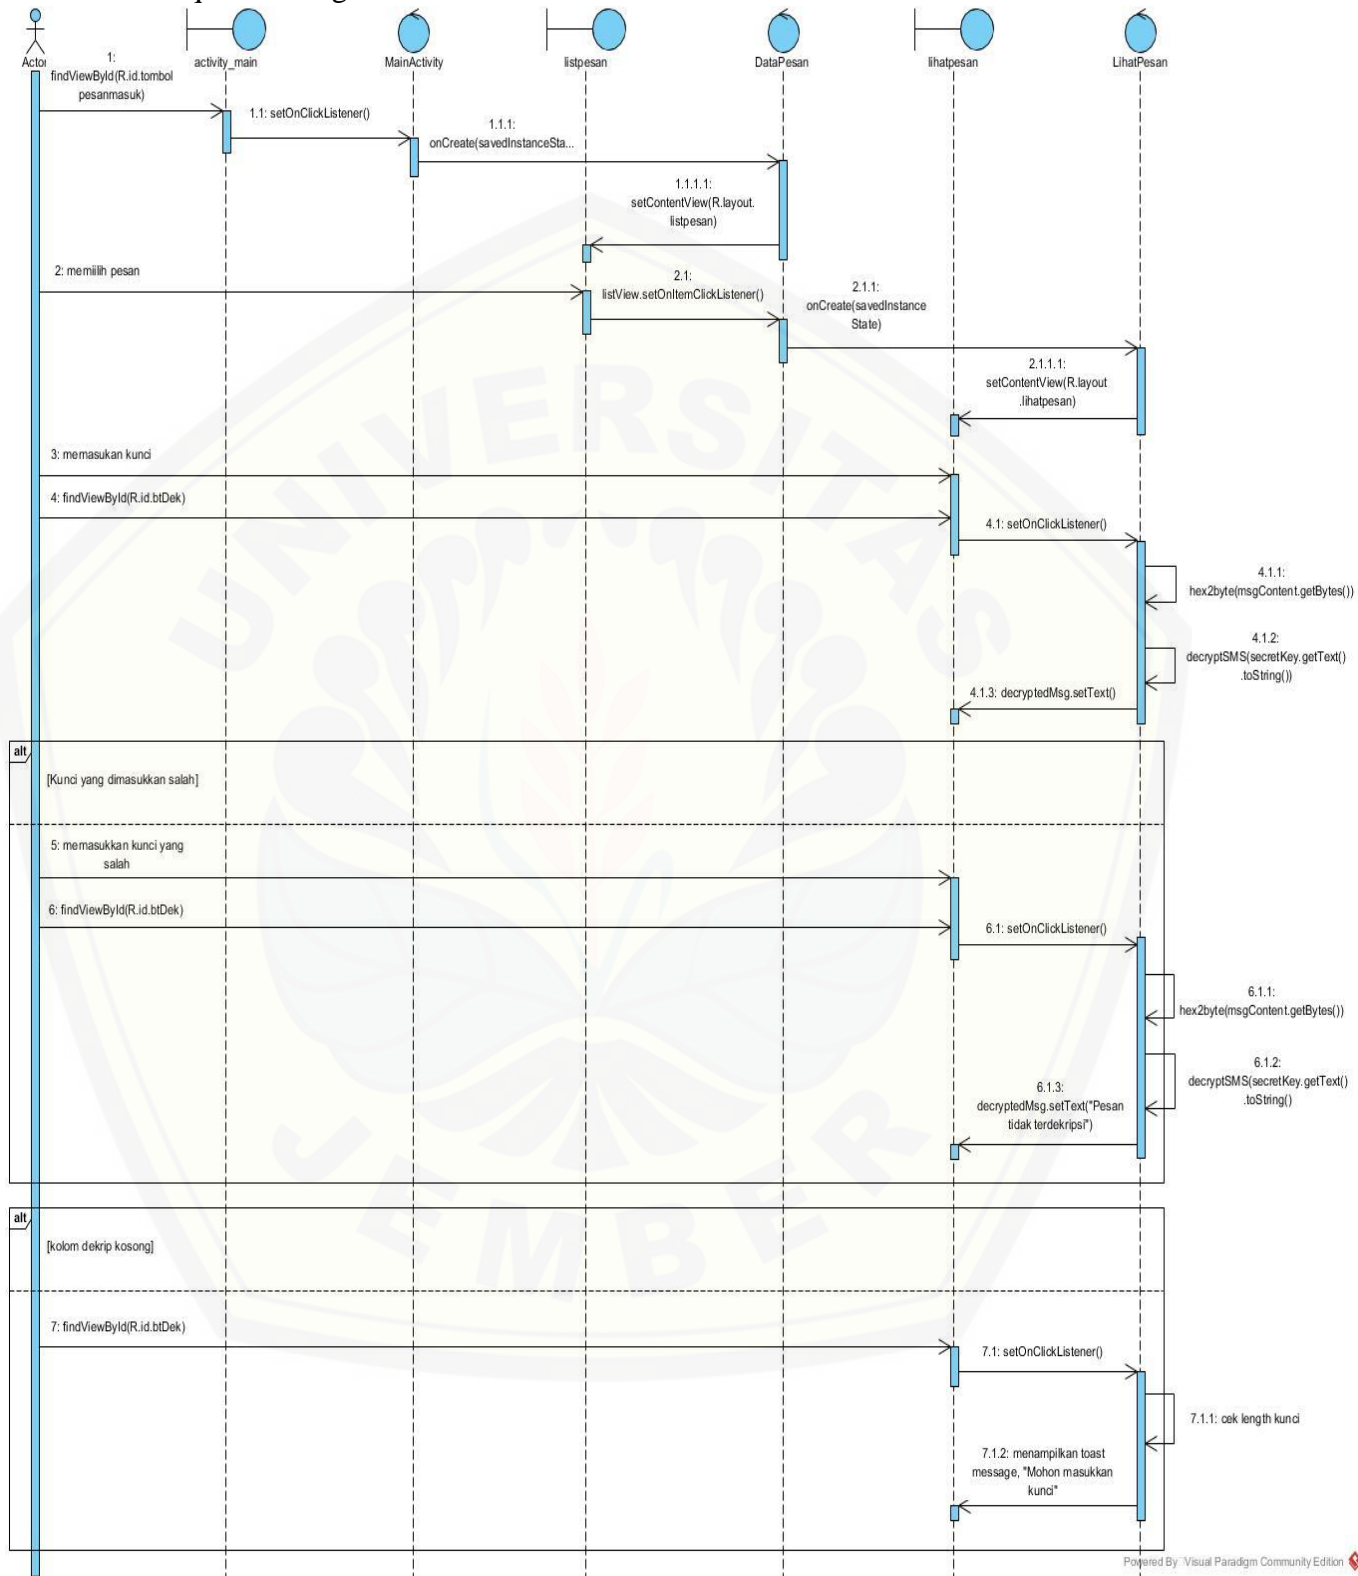 Actor
activity_main
MainActivity
listpesan
DataPesan
lihatpesan
LihatPesan
1:
findViewById(R.id.tombol
pesanmasuk)
1.1: setOnClickListener()
1.1.1:
onCreate(savedInstanceSta...
1.1.1.1:
setContentView(R.layout.
listpesan)
2: memiilih pesan
2.1:
listView.setOnItemClickListener()
2.1.1:
onCreate(savedInstance
State)
2.1.1.1:
setContentView(R.layout
.lihatpesan)
3: memasukan kunci
4: findViewById(R.id.btDek)
4.1: setOnClickListener()
4.1.1:
hex2byte(msgContent.getBytes())
4.1.2:
decryptSMS(secretKey.getText()
.toString())
4.1.3: decryptedMsg.setText()
alt
[Kunci yang dimasukkan salah]
5: memasukkan kunci yang
salah
6: findViewById(R.id.btDek)
6.1: setOnClickListener()
6.1.1:
hex2byte(msgContent.getBytes())
6.1.2:
decryptSMS(secretKey.getText()
.toString()
6.1.3:
decryptedMsg.setText("Pesan
tidak terdekripsi")
alt
[kolom dekrip kosong]
7: findViewById(R.id.btDek)
7.1: setOnClickListener()
7.1.1: cek length kunci
7.1.2: menampilkan toast
message, "Mohon masukkan
kunci"
UNIVERSITAS
JEMBER
Powered By Visual Paradigm Community Edition